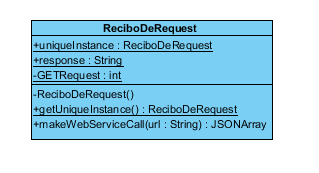 ReciboDeRequest
+uniqueInstance : ReciboDeRequest
+response : String
-GETRequest : int
-ReciboDeRequest()
+getUniqueInstance() : ReciboDeRequest
+makeWebServiceCall(url : String) : JSONArray